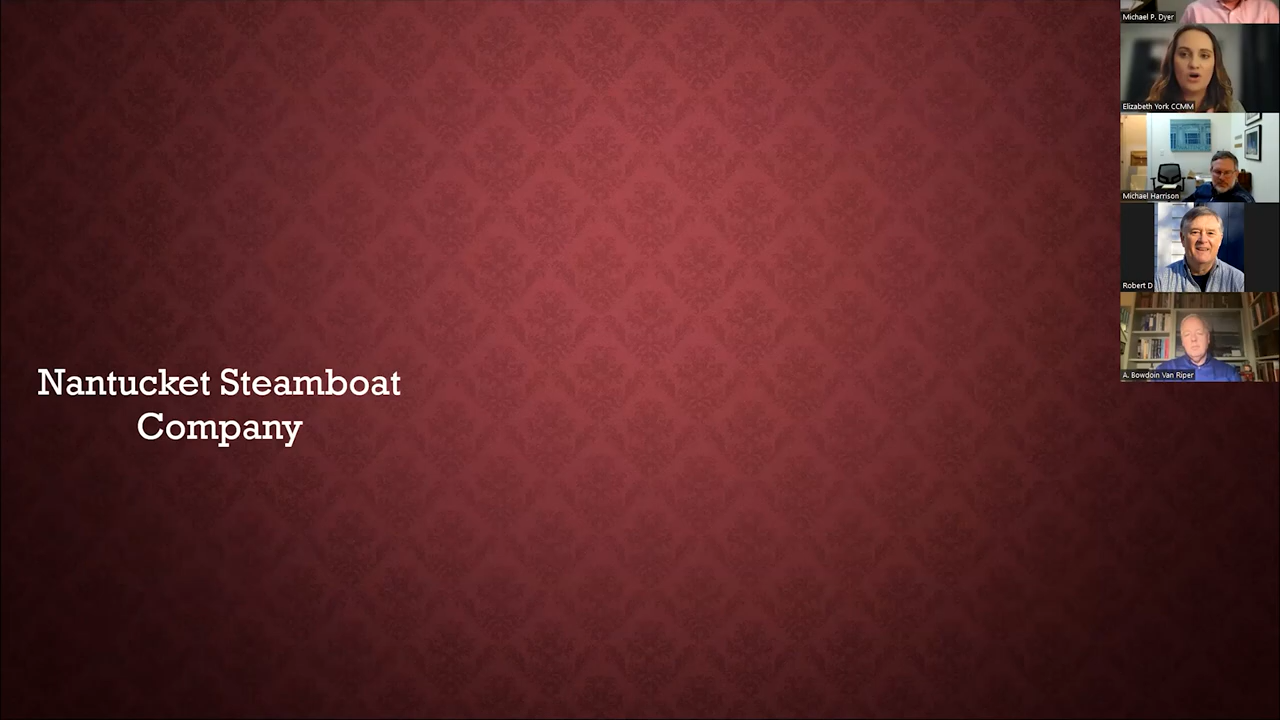 Nantucket Steamboat
Company
Michael P. Dyer
Elizabeth York CCMM
Michael Harrison
Robert D
A. Bowdoin Van Riper